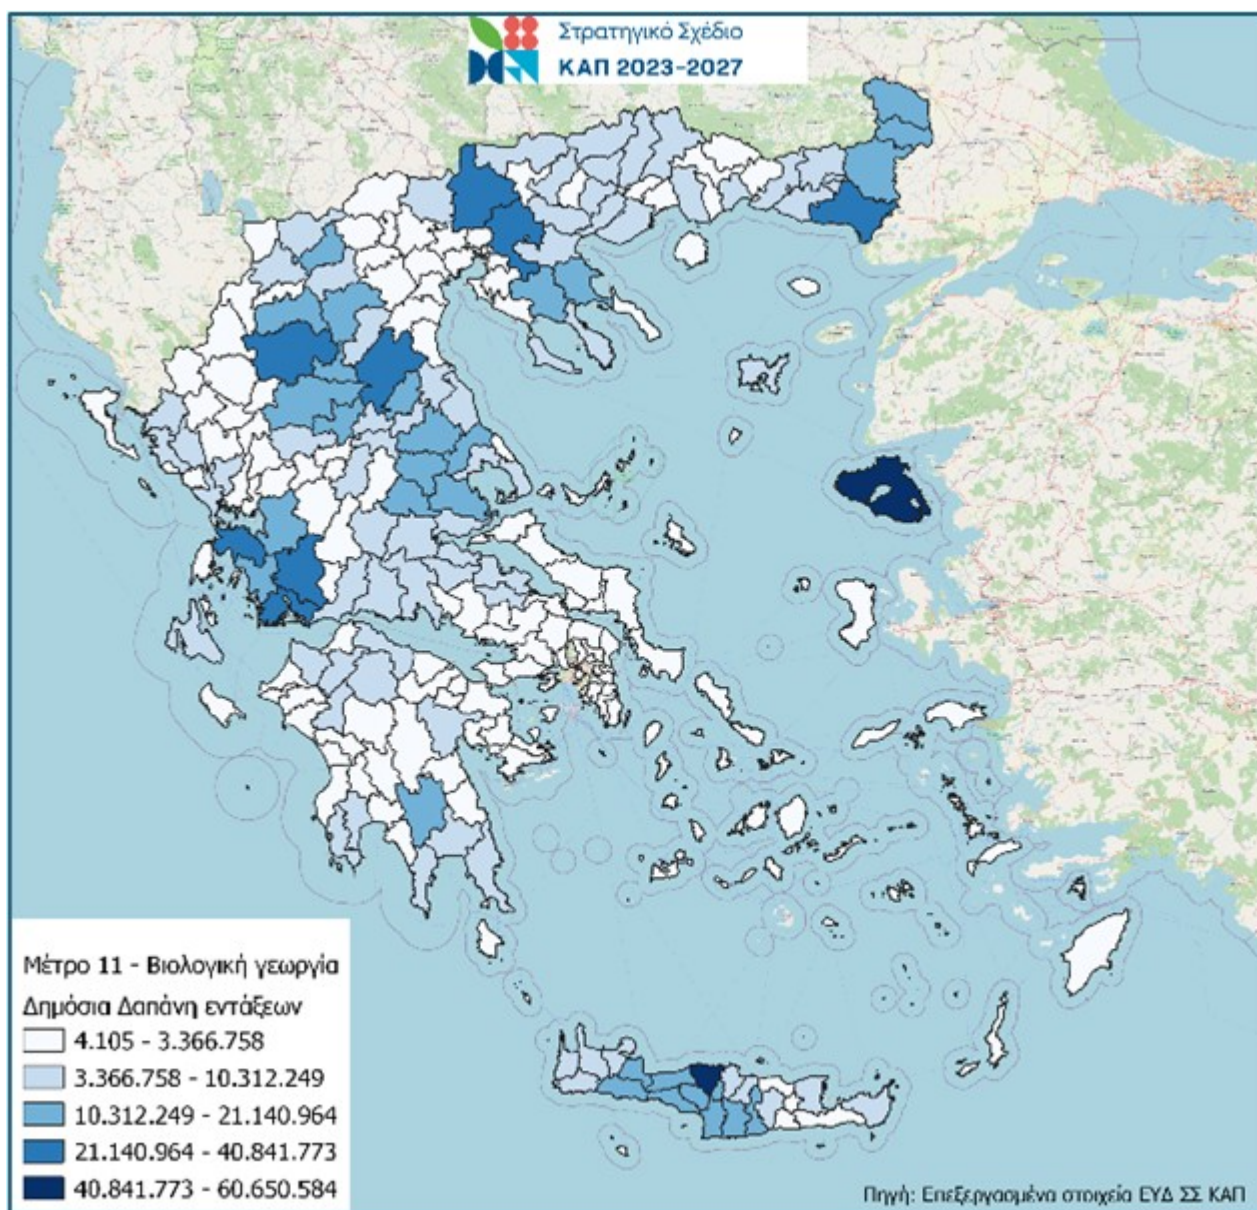 Στρατηγικό Σχέδιο
ΚΑΠ 2023-2027
Μέτρο 11 - Βιολογική γεωργία
Δημόσια Δαπάνη εντάξεων
4.105 - 3.366.758
3.366.758 - 10.312.249
10.312.249 - 21.140.964
21.140.964 - 40.841.773
40.841.773 - 60.650.584
Πηγή: Επεξεργασμένα στοιχεία ΕΥΔ ΣΣ ΚΑΠ